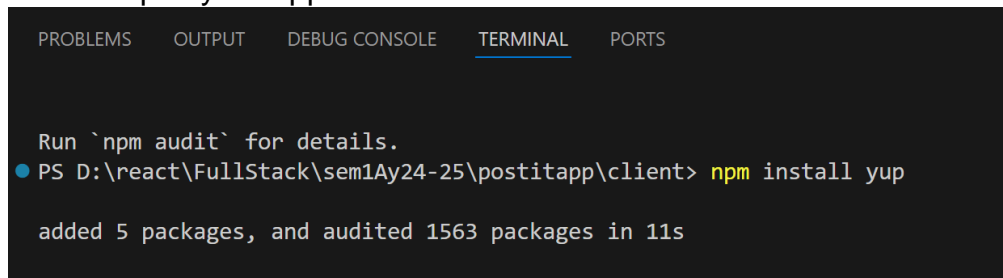 PROBLEMS OUTPUT DEBUG CONSOLE TERMINAL PORTS
Run `npm audit` for details.
PS D:\react\FullStack\sem1Ay24-25\postitapp\client> npm install yup
added 5 packages, and audited 1563 packages in 11s